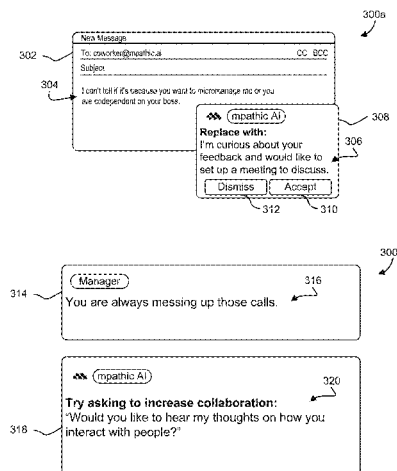 300a
New Message
302
To: coworker@mpathic.ai CC BCC
Subject
304
I can't tell if it's because you want to micromanage me or you
are codependent on your boss.
308
mpathic AI
306
Replace with:
I'm curious about your
feedback and would like to
set up a meeting to discuss.
Dismiss Accept
312 310
300
314
Manager
316
You are always messing up those calls.
mpathic AI
320
Try asking to increase collaboration:
"Would you like to hear my thoughts on how you
318
interact with people?"